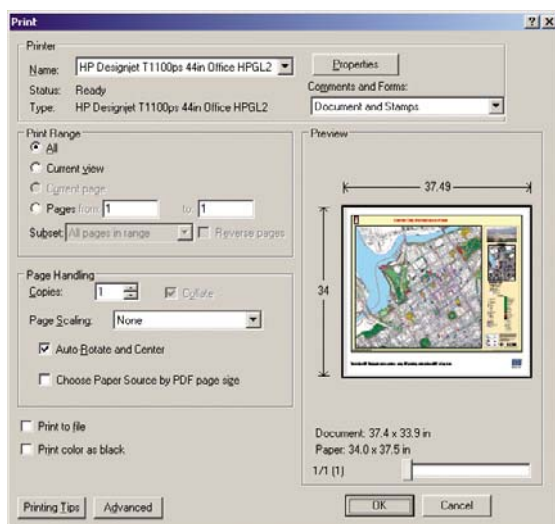 Print
Printer
Name: HP Designjet T1100ps 44in Office HPGL2
Properties
Status: Ready
Comments and Forms:
Type: HP Designjet T1100ps 44in Office HPGL2
Document and Stamps
Print Range
All
Current view
Current page
Pages from: 1 to: 1
Subset: All pages in range
Reverse pages
Page Handling
Copies: 1
Collate
Page Scaling: None
Auto Rotate and Center
Choose Paper Source by PDF page size
Print to file
Print color as black
Preview
37.49
34
Document: 37.4 x 33.9 in
Paper: 34.0 x 37.5 in
1/1 (1)
Printing Tips
Advanced
OK
Cancel